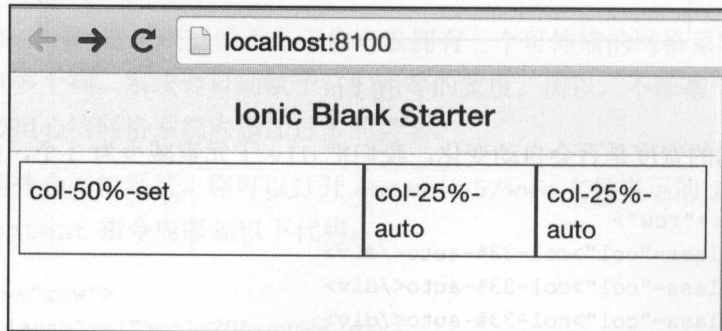 localhost:8100
Ionic Blank Starter
col-50%-set
col-25%-
auto
col-25%-
auto